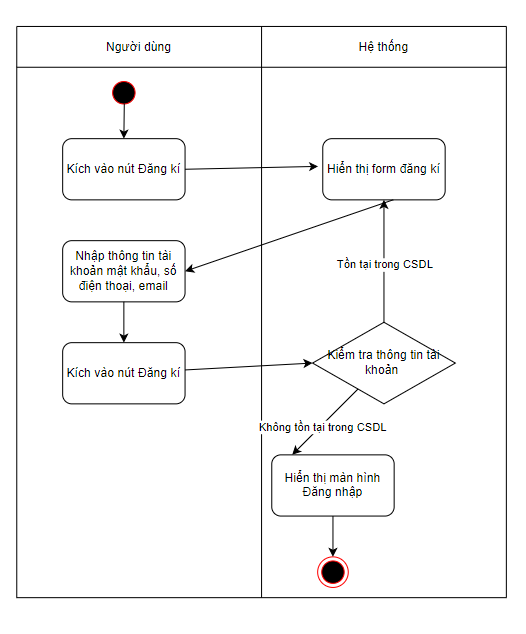 Người dùng
Hệ thống
Kích vào nút Đăng kí
Hiển thị form đăng kí
Nhập thông tin tài
khoản mật khẩu, số
điện thoại, email
Tồn tại trong CSDL
Kích vào nút Đăng kí
Kiểm tra thông tin tài
khoản
Không tồn tại trong CSDL
Hiển thị màn hình
Đăng nhập